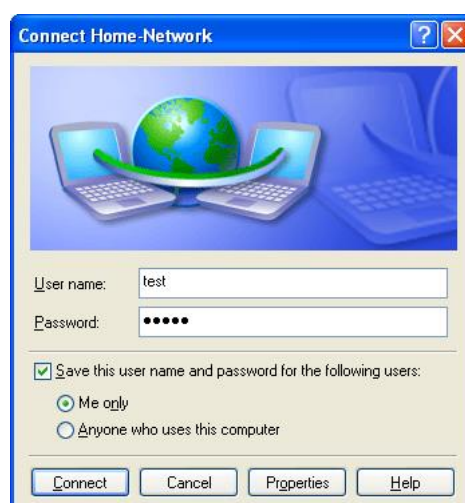 Connect Home-Network
User name: test
Password: •••••
Save this user name and password for the following users:
Me only
Anyone who uses this computer
Connect Cancel Properties Help